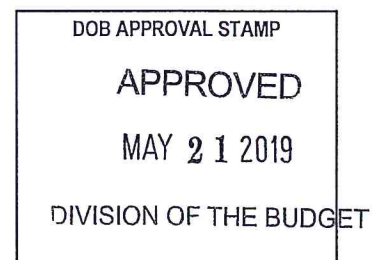 DOB APPROVAL STAMP
APPROVED
MAY 21 2019
DIVISION OF THE BUDGET